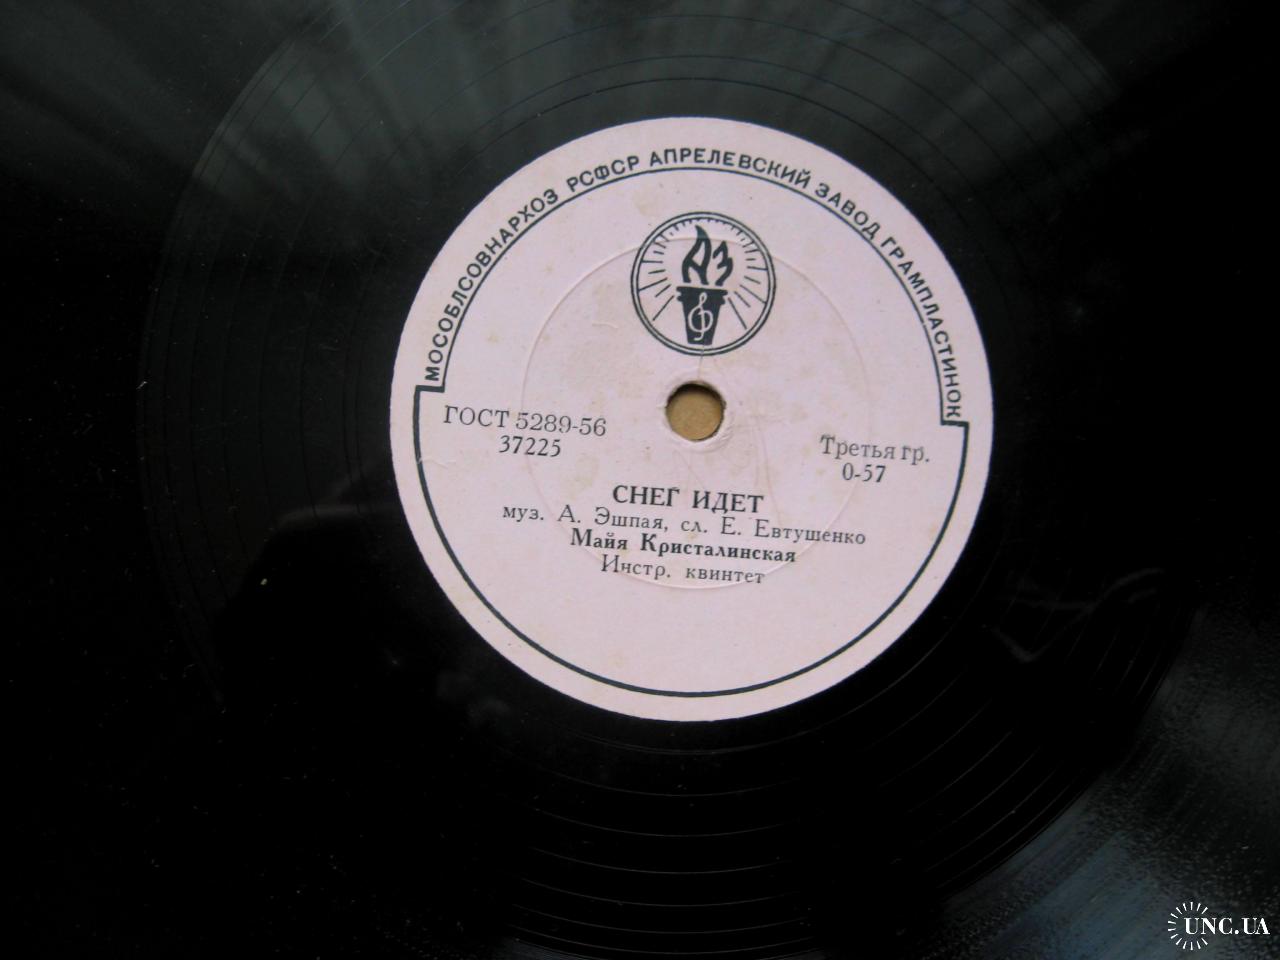 МОСОБЛСОВНАРХОЗ РСФСР АПРЕЛЕВСКИЙ ЗАВОД ГРАМПЛАСТИНОК
АЗ
ГОСТ 5289-56
37225
Третья гр.
0-57
СНЕГ ИДЕТ
муз. А. Эшпая, сл. Е. Евтушенко
Майя Кристалинская
Инстр. квинтет
UNC.UA